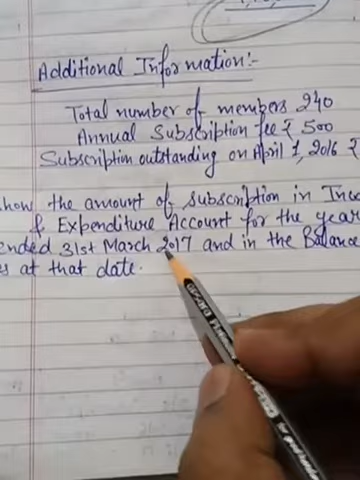 Additional Information:-
Total number of members 240
Annual Subscription fee ₹ 500
Subscription outstanding on April 1, 2016 ₹
how the amount of subscription in Inco
& Expenditure Account for the year
ended 31st March 2017 and in the Balance
s at that date.